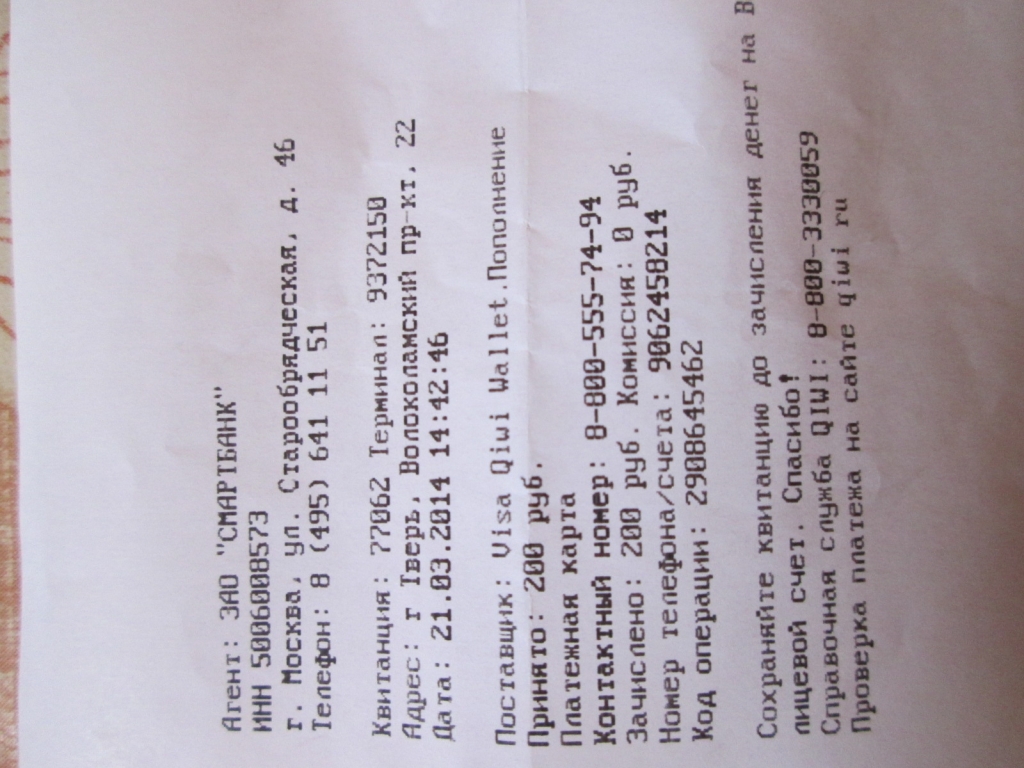 Агент: ЗАО "СМАРТБАНК"
ИНН 5006008573
г. Москва, ул. Старообрядческая, д. 46
Телефон: 8 (495) 641 11 51
Квитанция: 77062 Терминал: 9372150
Адрес: г Тверь, Волоколамский пр-кт, 22
Дата: 21.03.2014 14:42:46
Поставщик: Visa Qiwi Wallet.Пополнение
Принято: 200 руб.
Платежная карта
Контактный номер: 8-800-555-74-94
Зачислено: 200 руб. Комиссия: 0 руб.
Номер телефона/счета: 9062458214
Код операции: 2908645462
Сохраняйте квитанцию до зачисления денег на В
лицевой счет. Спасибо!
Справочная служба QIWI: 8-800-3330059
Проверка платежа на сайте qiwi ru